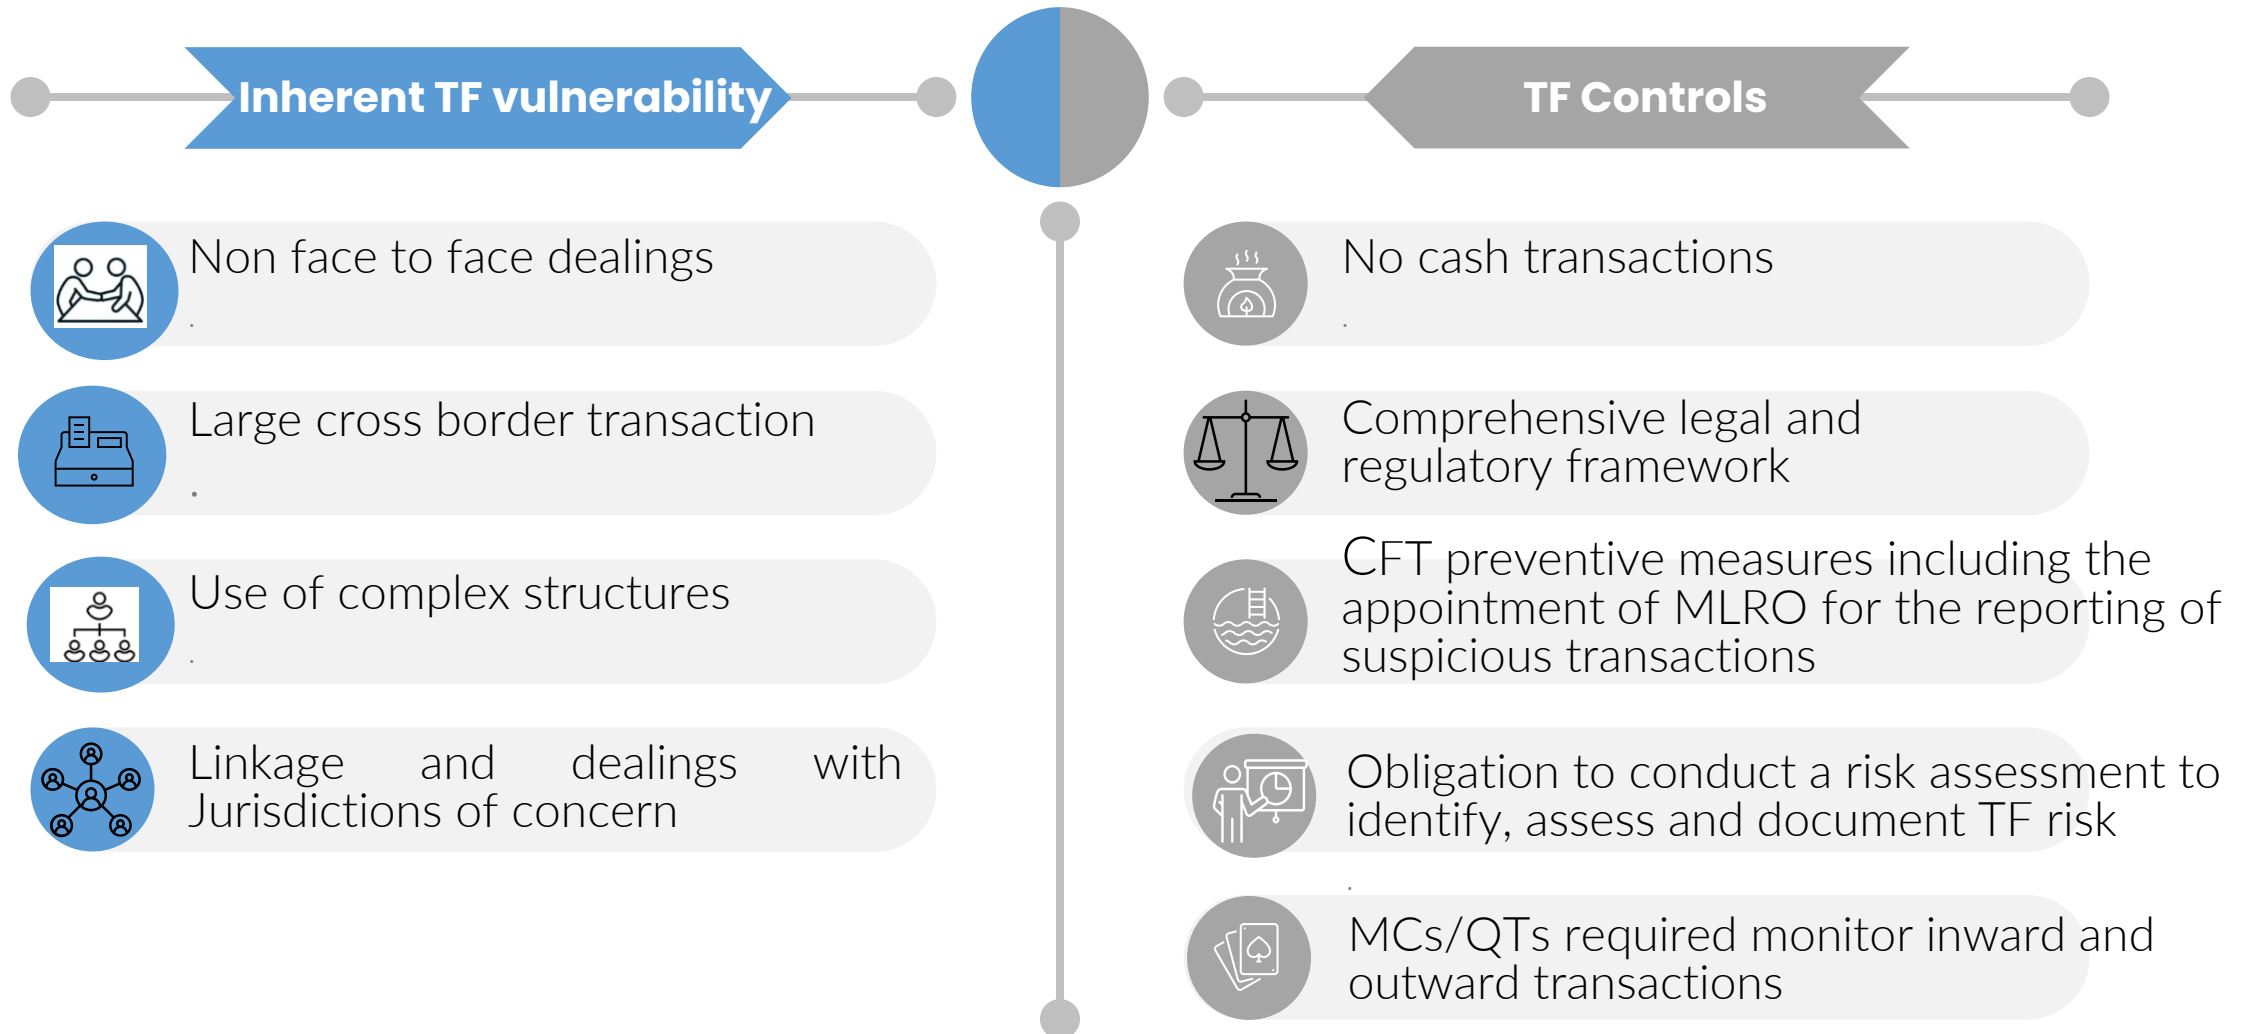 Inherent TF vulnerability
Non face to face dealings
.
Large cross border transaction
.
Use of complex structures
.
Linkage and dealings with
Jurisdictions of concern
TF Controls
No cash transactions
.
Comprehensive legal and
regulatory framework
CFT preventive measures including the
appointment of MLRO for the reporting of
suspicious transactions
Obligation to conduct a risk assessment to
identify, assess and document TF risk
.
MCs/QTs required monitor inward and
outward transactions